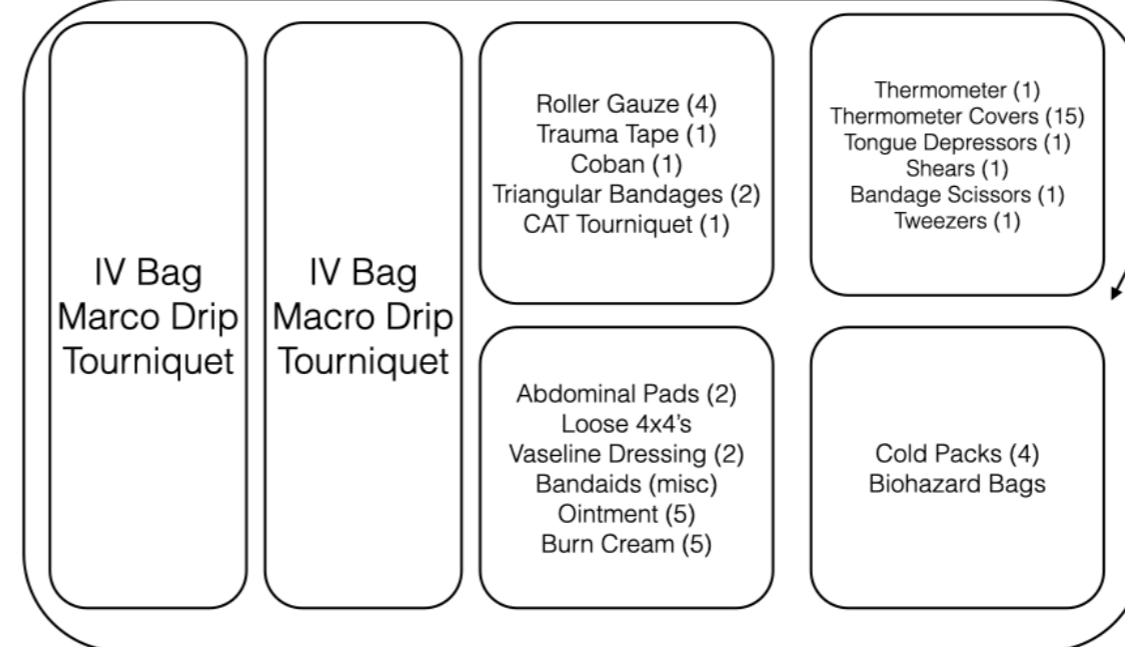 IV Bag
Marco Drip
Tourniquet
IV Bag
Macro Drip
Tourniquet
Roller Gauze (4)
Trauma Tape (1)
Coban (1)
Triangular Bandages (2)
CAT Tourniquet (1)
Thermometer (1)
Thermometer Covers (15)
Tongue Depressors (1)
Shears (1)
Bandage Scissors (1)
Tweezers (1)
Abdominal Pads (2)
Loose 4x4's
Vaseline Dressing (2)
Bandaids (misc)
Ointment (5)
Burn Cream (5)
Cold Packs (4)
Biohazard Bags